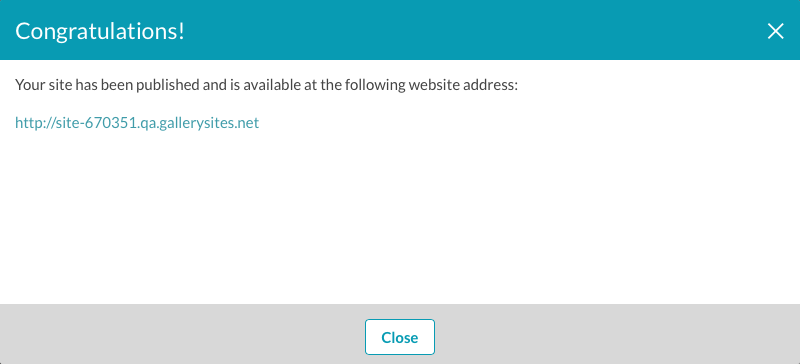 Congratulations!
Your site has been published and is available at the following website address:
http://site-670351.qa.gallerysites.net
Close